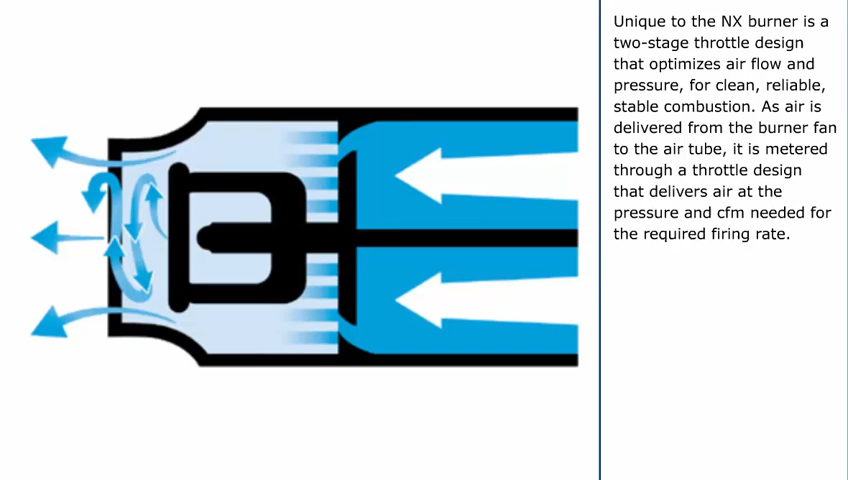 Unique to the NX burner is a
two-stage throttle design
that optimizes air flow and
pressure, for clean, reliable,
stable combustion. As air is
delivered from the burner fan
to the air tube, it is metered
through a throttle design
that delivers air at the
pressure and cfm needed for
the required firing rate.